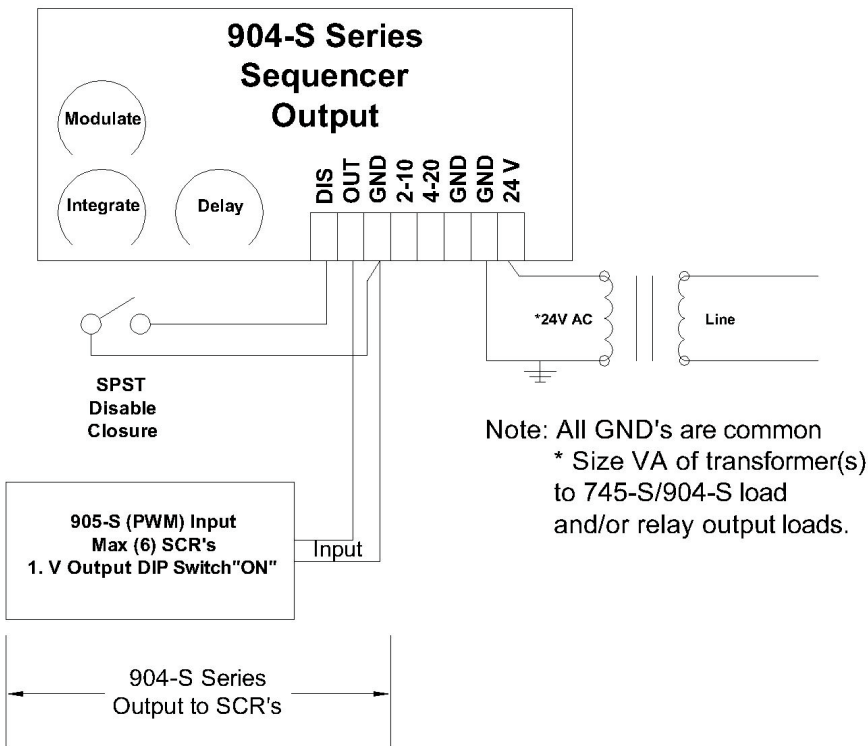 904-S Series
Sequencer
Output
Modulate
Integrate
Delay
DIS
OUT
GND
2-10
4-20
GND
GND
24 V
*24V AC
Line
SPST
Disable
Closure
Note: All GND's are common
* Size VA of transformer(s)
to 745-S/904-S load
and/or relay output loads.
905-S (PWM) Input
Max (6) SCR's
1. V Output DIP Switch"ON"
Input
904-S Series
Output to SCR's